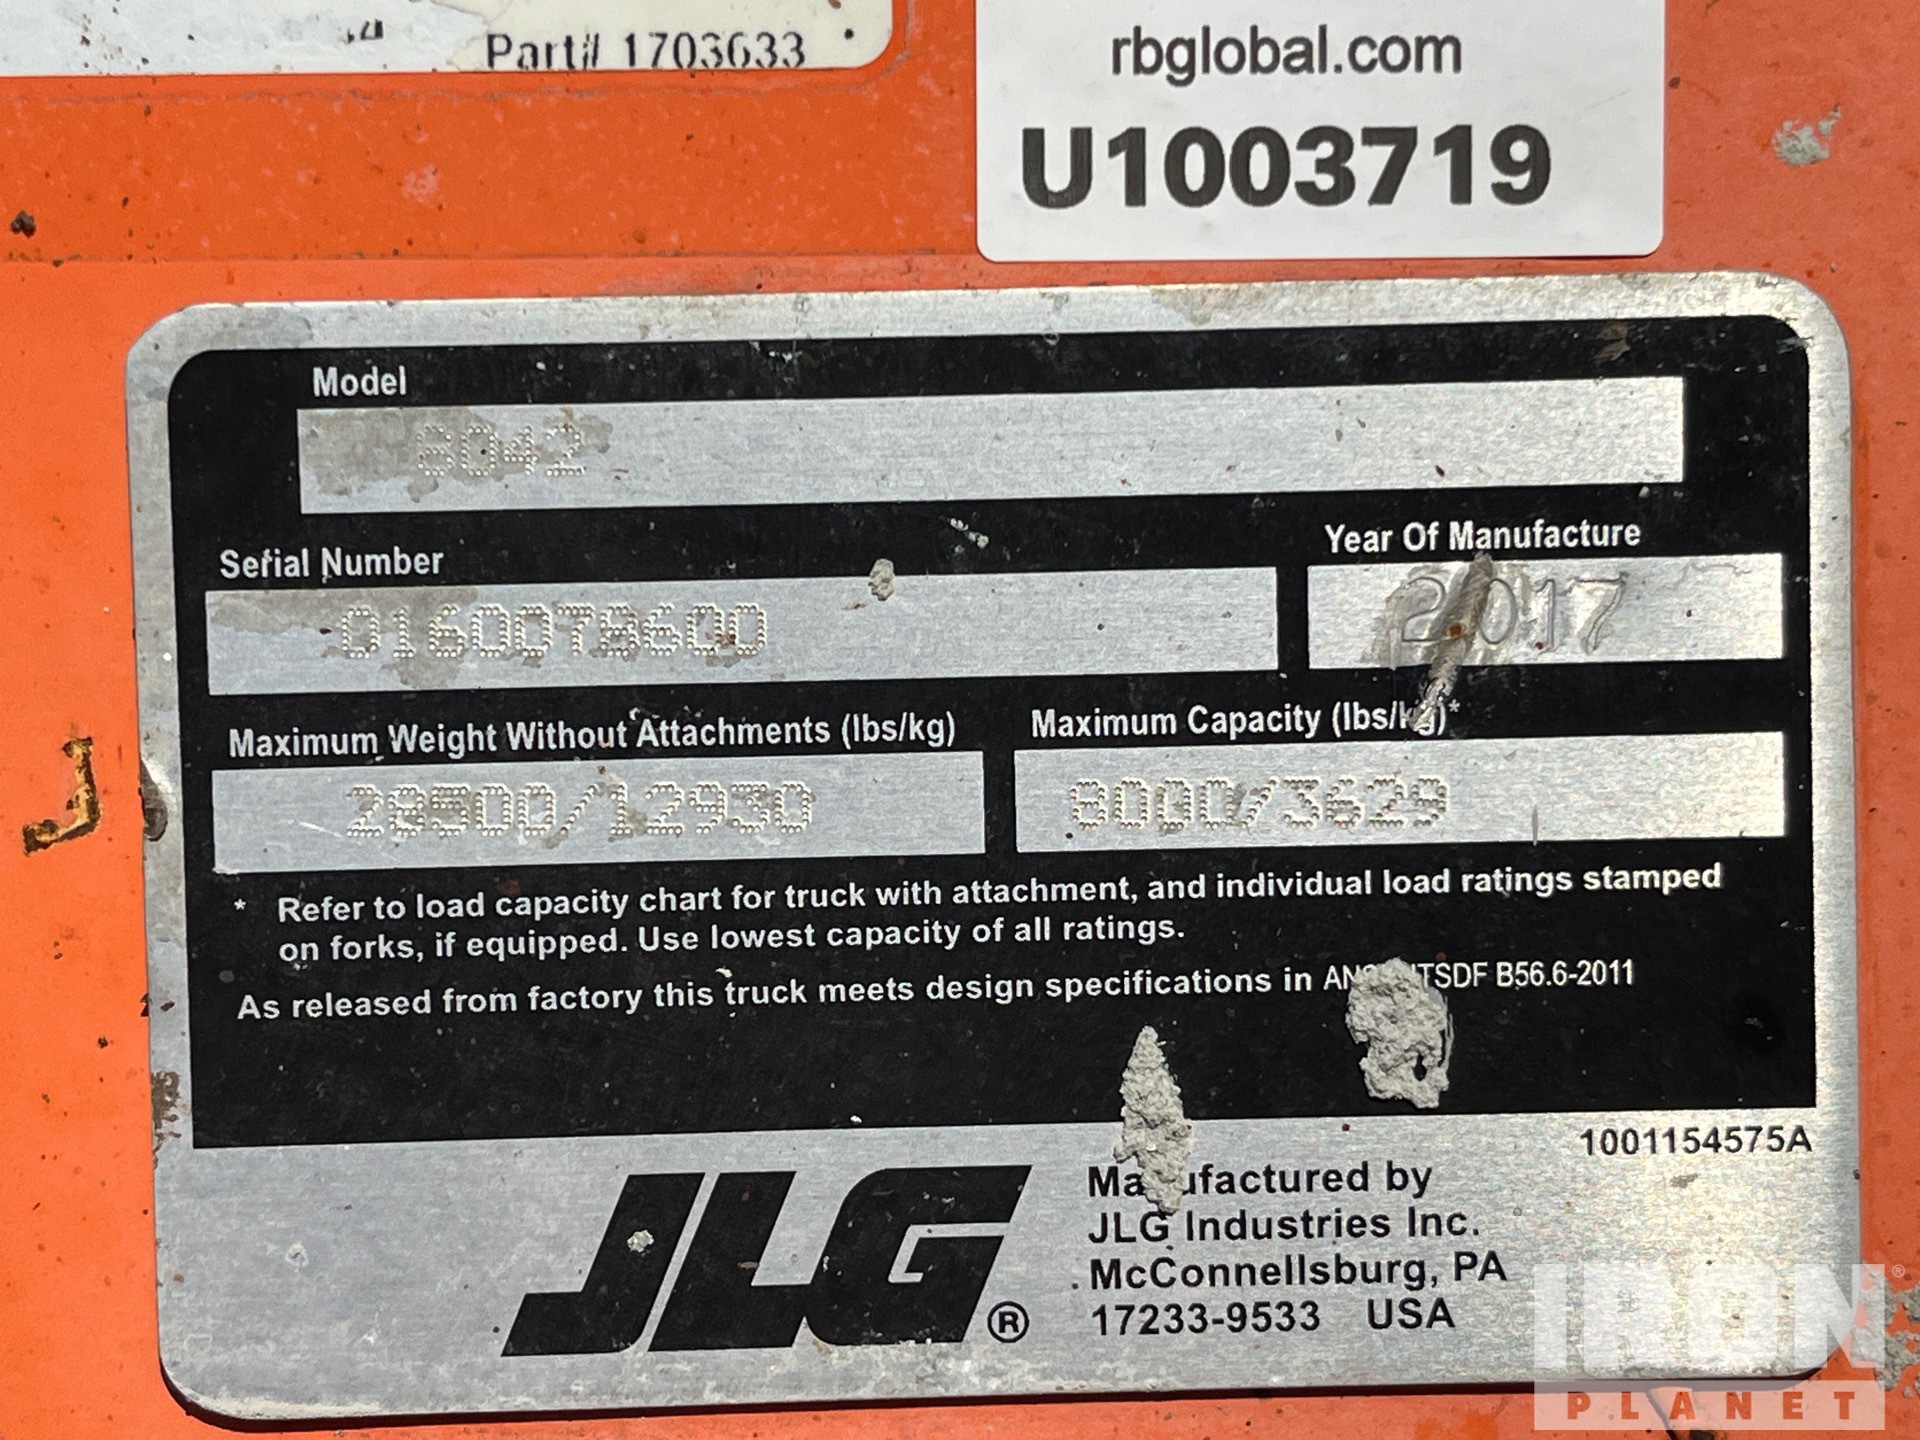 Part# 1703633
rbglobal.com
U1003719
Model
8042
Serial Number
0160078600
Year Of Manufacture
2017
Maximum Weight Without Attachments (lbs/kg)
28500/12930
Maximum Capacity (lbs/kg)*
8000/3629
* Refer to load capacity chart for truck with attachment, and individual load ratings stamped
on forks, if equipped. Use lowest capacity of all ratings.
As released from factory this truck meets design specifications in ITSDF B56.6-2011
1001154575A
JLG®
Manufactured by
JLG Industries Inc.
McConnellsburg, PA
17233-9533 USA
J
IRON®
PLANET